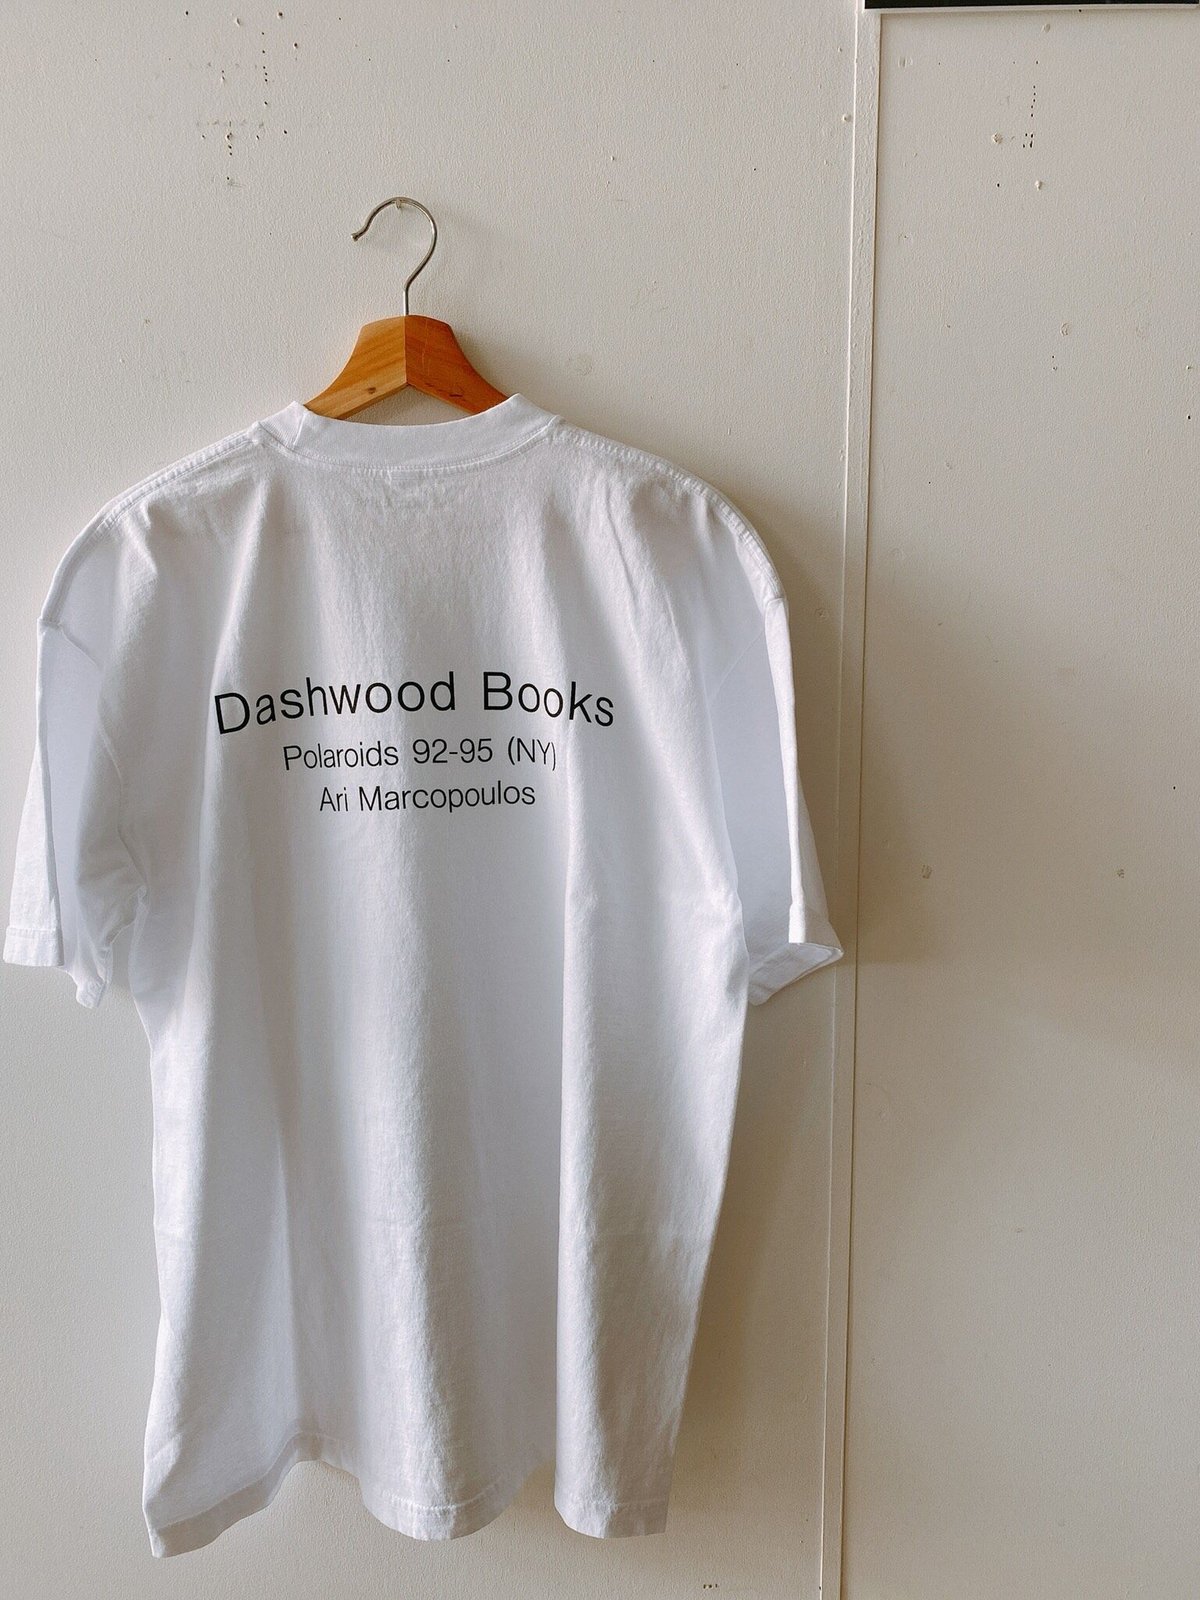 Dashwood Books
Polaroids 92-95 (NY)
Ari Marcopoulos